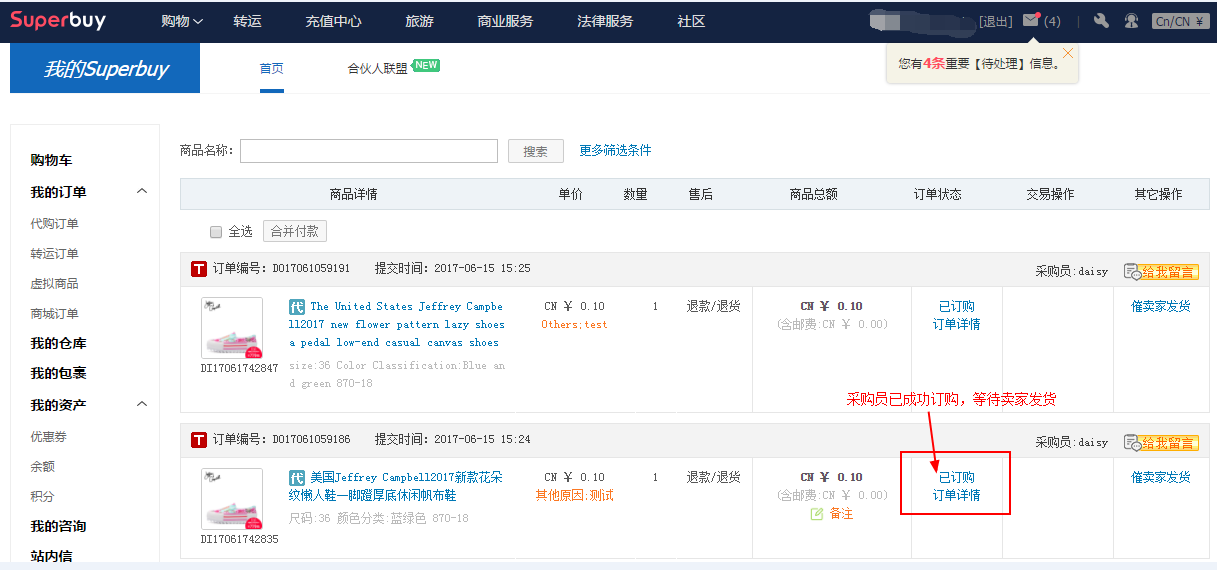 Superbuy 购物 转运 充值中心 旅游 商业服务 法律服务 社区 [退出] (4) | Cn/CN ¥
我的Superbuy 首页 合伙人联盟 NEW
您有4条重要【待处理】信息。
购物车
我的订单
代购订单
转运订单
虚拟商品
商城订单
我的仓库
我的包裹
我的资产
优惠券
余额
积分
我的咨询
站内信
商品名称： 搜索 更多筛选条件
商品详情 单价 数量 售后 商品总额 订单状态 交易操作 其它操作
全选 合并付款
T 订单编号：DO17061059191 提交时间：2017-06-15 15:25 采购员:daisy 给我留言
代 The United States Jeffrey Campbe
ll2017 new flower pattern lazy shoes
a pedal low-end casual canvas shoes
size:36 Color Classification:Blue an
d green 870-18
DI17061742847
CN ¥ 0.10
Others;test
1
退款/退货
CN ¥ 0.10
(含邮费:CN ¥ 0.00)
已订购
订单详情
催卖家发货
采购员已成功订购，等待卖家发货
T 订单编号：DO17061059186 提交时间：2017-06-15 15:24 采购员:daisy 给我留言
代 美国Jeffrey Campbell2017新款花朵
纹懒人鞋一脚蹬厚底休闲帆布鞋
尺码:36 颜色分类:蓝绿色 870-18
DI17061742835
CN ¥ 0.10
其他原因;测试
1
退款/退货
CN ¥ 0.10
(含邮费:CN ¥ 0.00)
备注
已订购
订单详情
催卖家发货